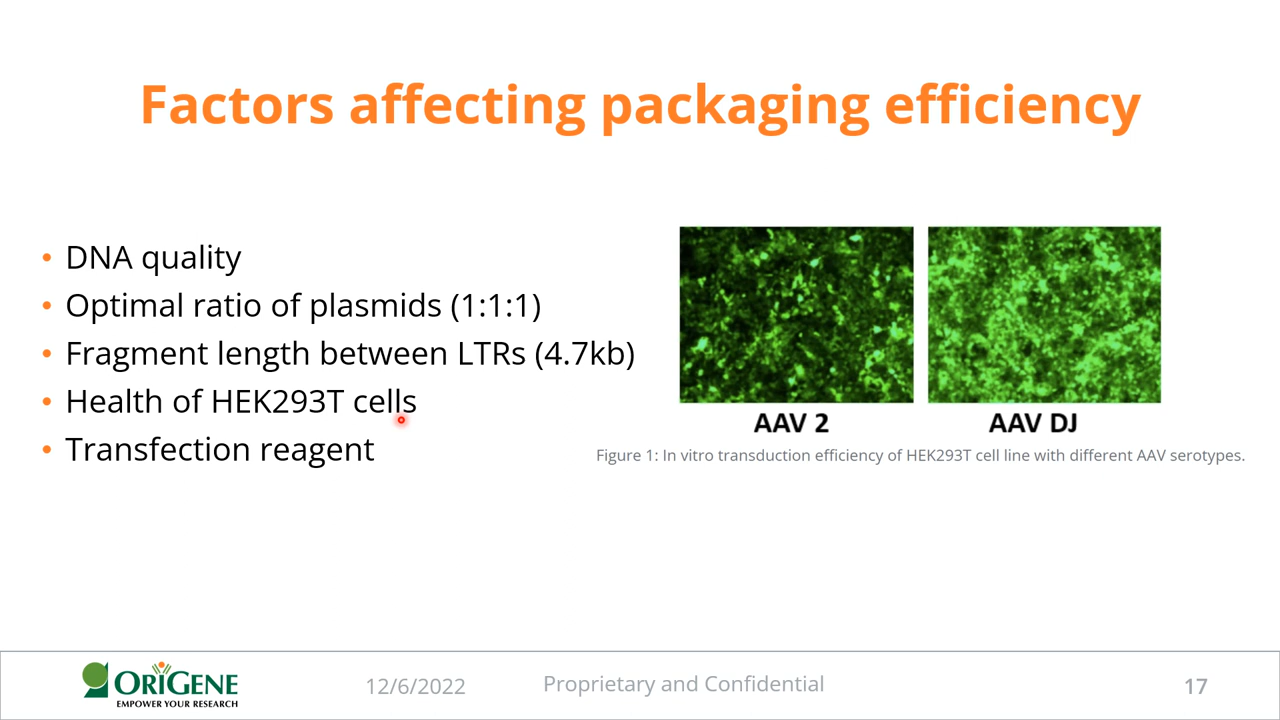 Factors affecting packaging efficiency
• DNA quality
• Optimal ratio of plasmids (1:1:1)
• Fragment length between LTRs (4.7kb)
• Health of HEK293T cells
• Transfection reagent
AAV 2
AAV DJ
Figure 1: In vitro transduction efficiency of HEK293T cell line with different AAV serotypes.
ORIGENE
EMPOWER YOUR RESEARCH
12/6/2022
Proprietary and Confidential
17